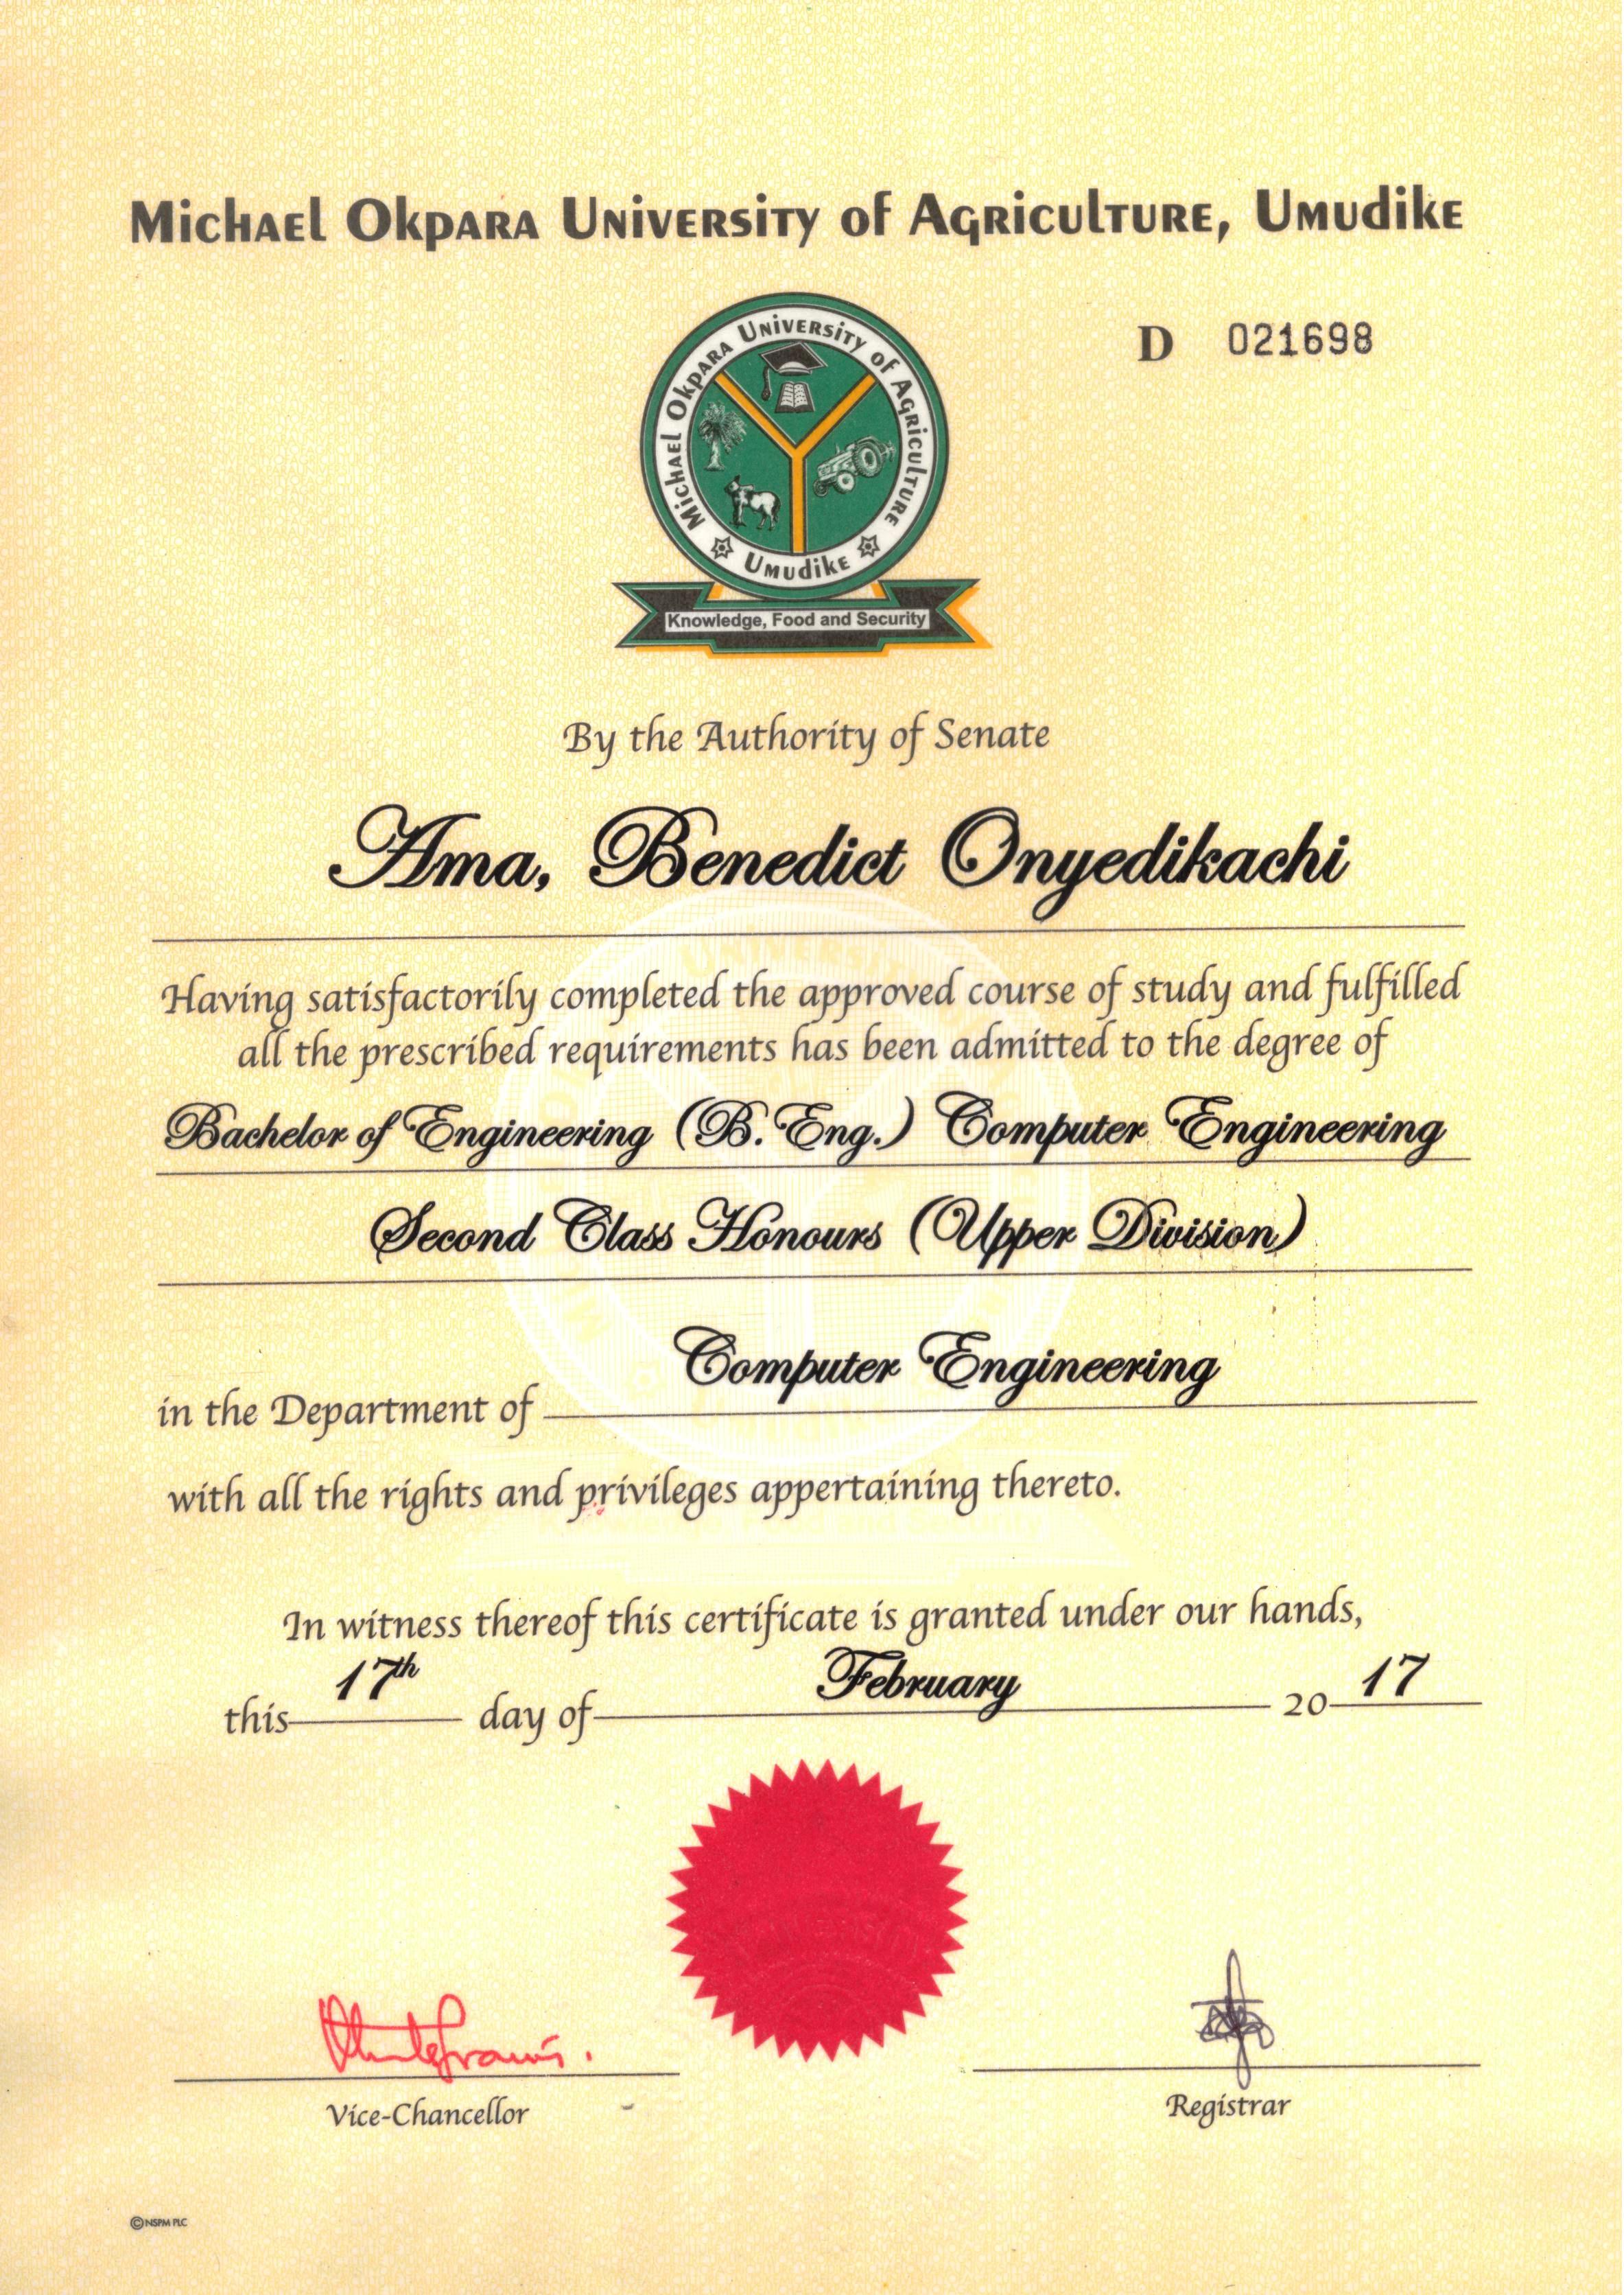 Michael Okpara University of Agriculture, Umudike
D 021698
Michael Okpara University of Agriculture
Umudike
Knowledge, Food and Security
By the Authority of Senate
Ama, Benedict Onyedikachi
Having satisfactorily completed the approved course of study and fulfilled
all the prescribed requirements has been admitted to the degree of
Bachelor of Engineering (B. Eng.) Computer Engineering
Second Class Honours (Upper Division)
in the Department of Computer Engineering
with all the rights and privileges appertaining thereto.
In witness thereof this certificate is granted under our hands,
this 17th day of February 20 17
Vice-Chancellor
Registrar
©NSPM PLC